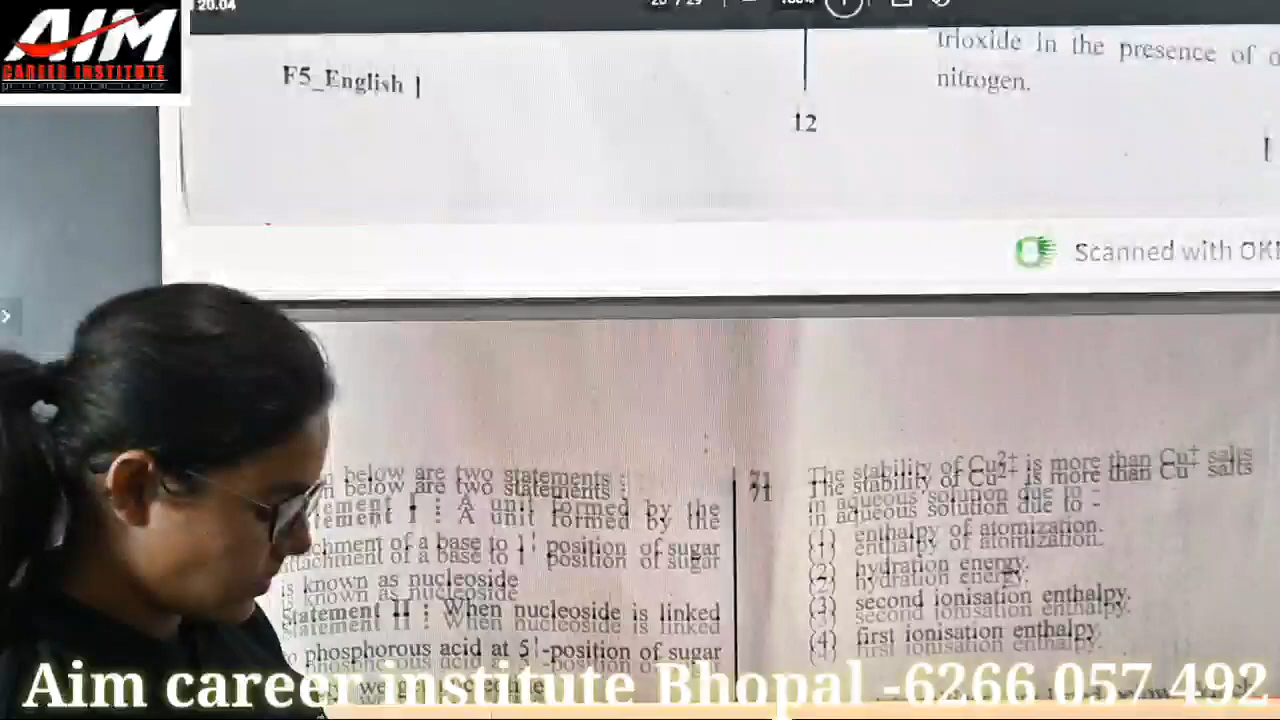 AIM
CAREER INSTITUTE
20.04
F5_English ]
12
trioxide in the presence of
nitrogen.
Scanned with
below are two statements :
I : A unit formed by the
of a base to 1' position of sugar
is known as nucleoside
Statement II : When nucleoside is linked
phosphorous acid at 5'-position of sugar
we get
71
The stability of Cu2+ is more than Cu+ salts
in aqueous solution due to -
(1) enthalpy of atomization.
(2) hydration energy.
(3) second ionisation enthalpy.
(4) first ionisation enthalpy.
Aim career institute Bhopal -6266 057 492